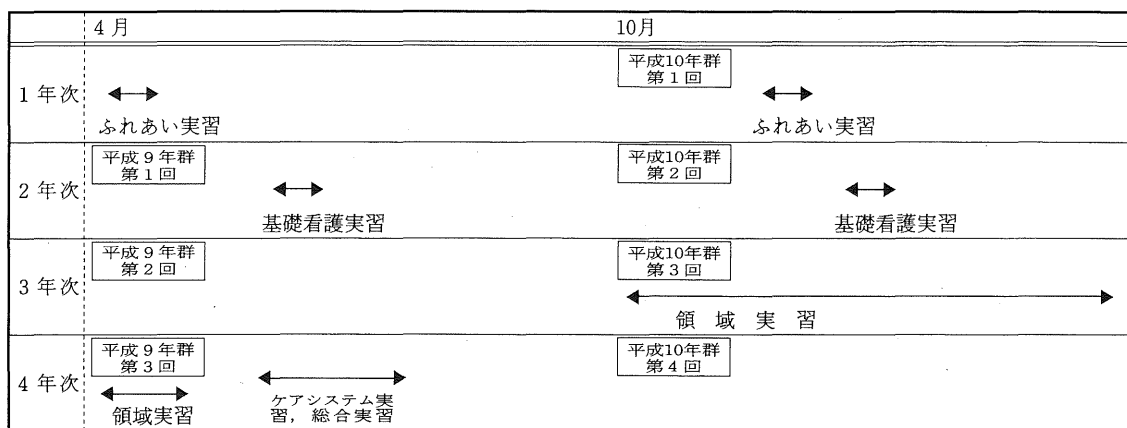 4月 10月
平成10年群
第1回
1年次
ふれあい実習 ふれあい実習
平成9年群
第1回
平成10年群
第2回
2年次
基礎看護実習 基礎看護実習
平成9年群
第2回
平成10年群
第3回
3年次
領域実習
平成9年群
第3回
平成10年群
第4回
4年次
領域実習
ケアシステム実
習，総合実習